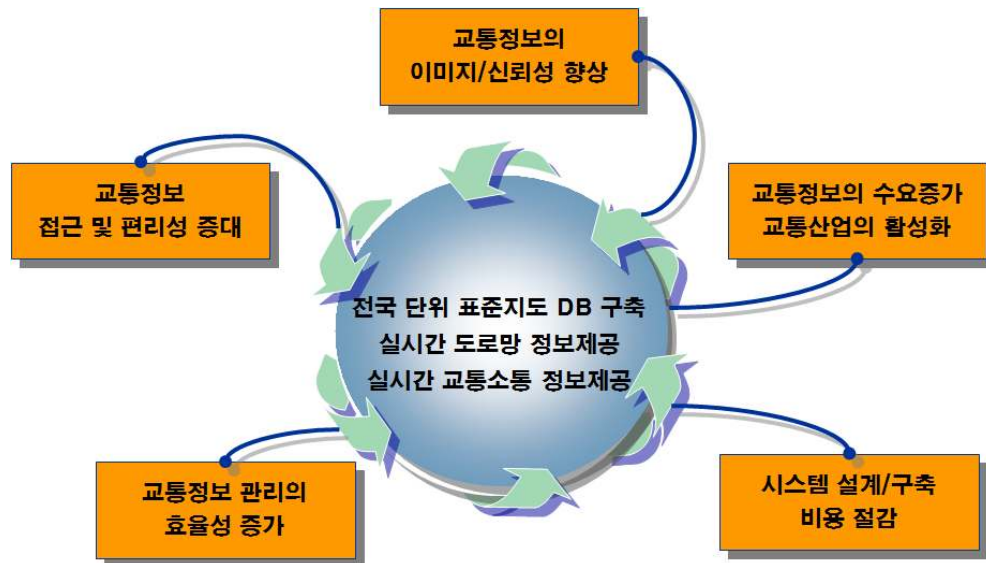 교통정보의
이미지/신뢰성 향상
교통정보
접근 및 편리성 증대
교통정보의 수요증가
교통산업의 활성화
전국 단위 표준지도 DB 구축
실시간 도로망 정보제공
실시간 교통소통 정보제공
교통정보 관리의
효율성 증가
시스템 설계/구축
비용 절감